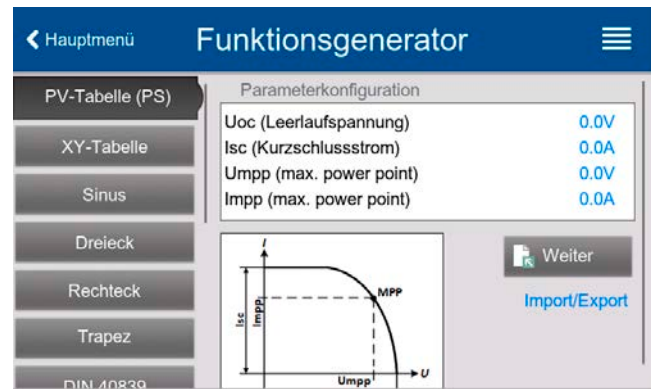 Hauptmenü
Funktionsgenerator
PV-Tabelle (PS)
XY-Tabelle
Sinus
Dreieck
Rechteck
Trapez
DIN 40839
Parameterkonfiguration
Uoc (Leerlaufspannung) 0.0V
Isc (Kurzschlussstrom) 0.0A
Umpp (max. power point) 0.0V
Impp (max. power point) 0.0A
I
MPP
Isc
Impp
Umpp
U
Weiter
Import/Export